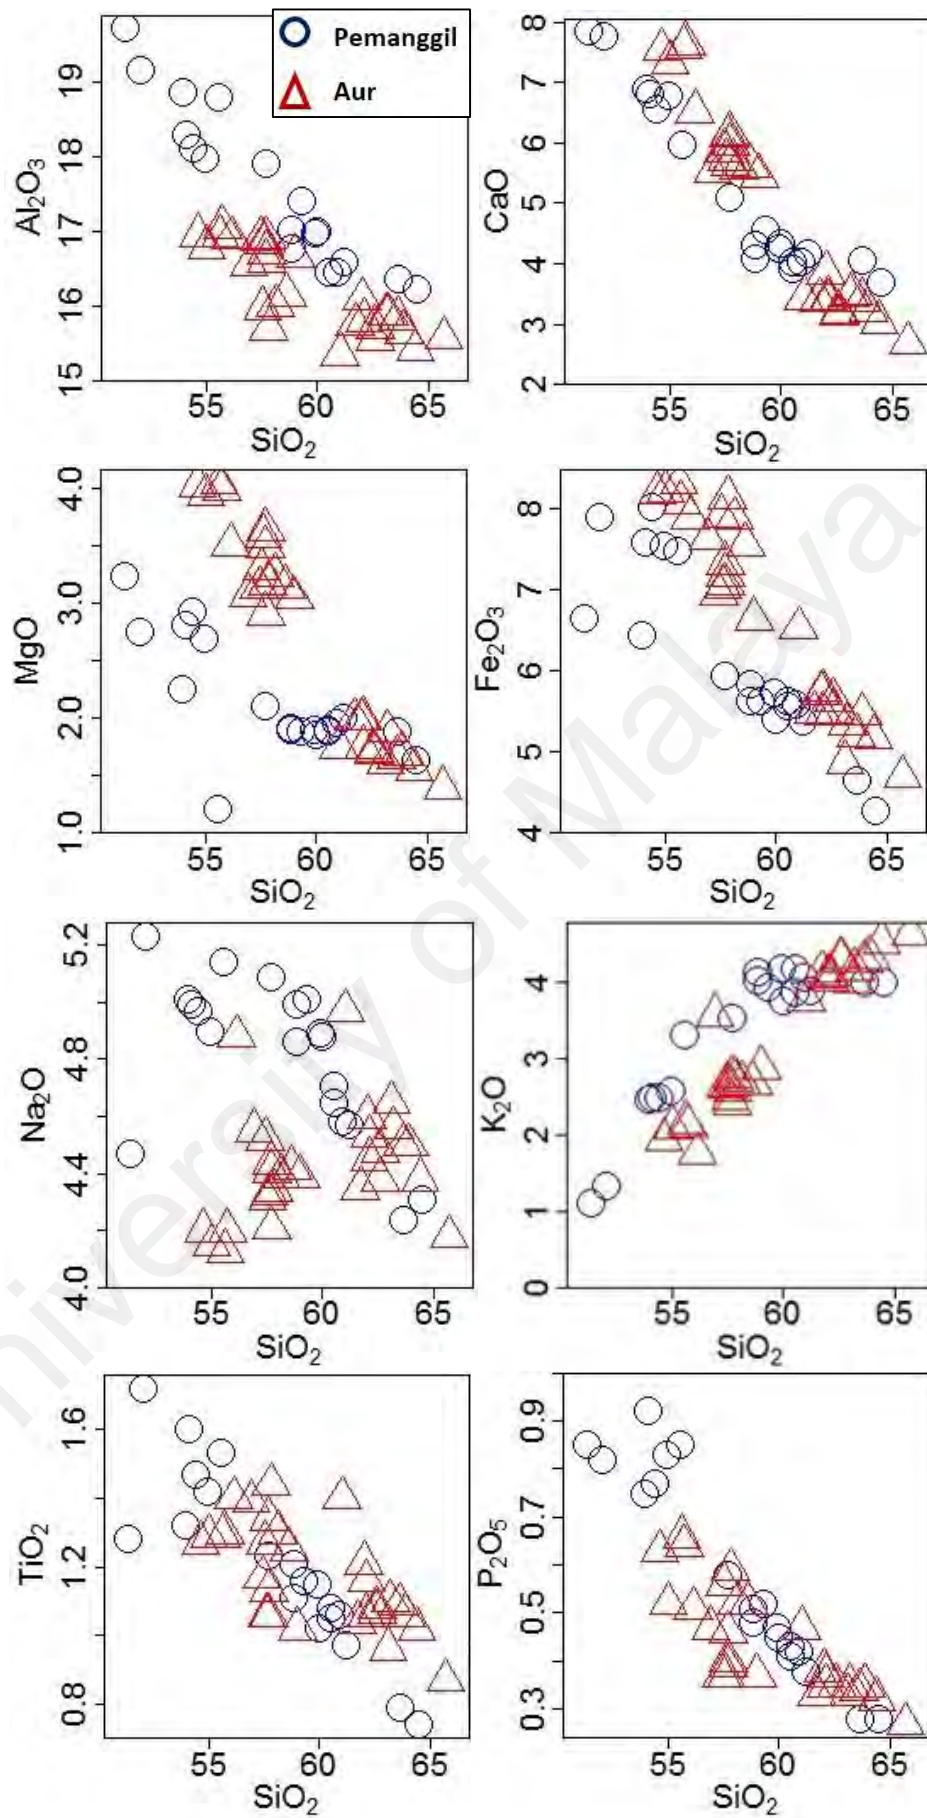 Pemanggil
Aur
Al₂O₃
15 16 17 18 19
55 60 65
SiO₂
CaO
2 3 4 5 6 7 8
55 60 65
SiO₂
MgO
1.0 2.0 3.0 4.0
55 60 65
SiO₂
Fe₂O₃
4 5 6 7 8
55 60 65
SiO₂
Na₂O
4.0 4.4 4.8 5.2
55 60 65
SiO₂
K₂O
0 1 2 3 4
55 60 65
SiO₂
TiO₂
0.8 1.2 1.6
55 60 65
SiO₂
P₂O₅
0.3 0.5 0.7 0.9
55 60 65
SiO₂
University of Malaya